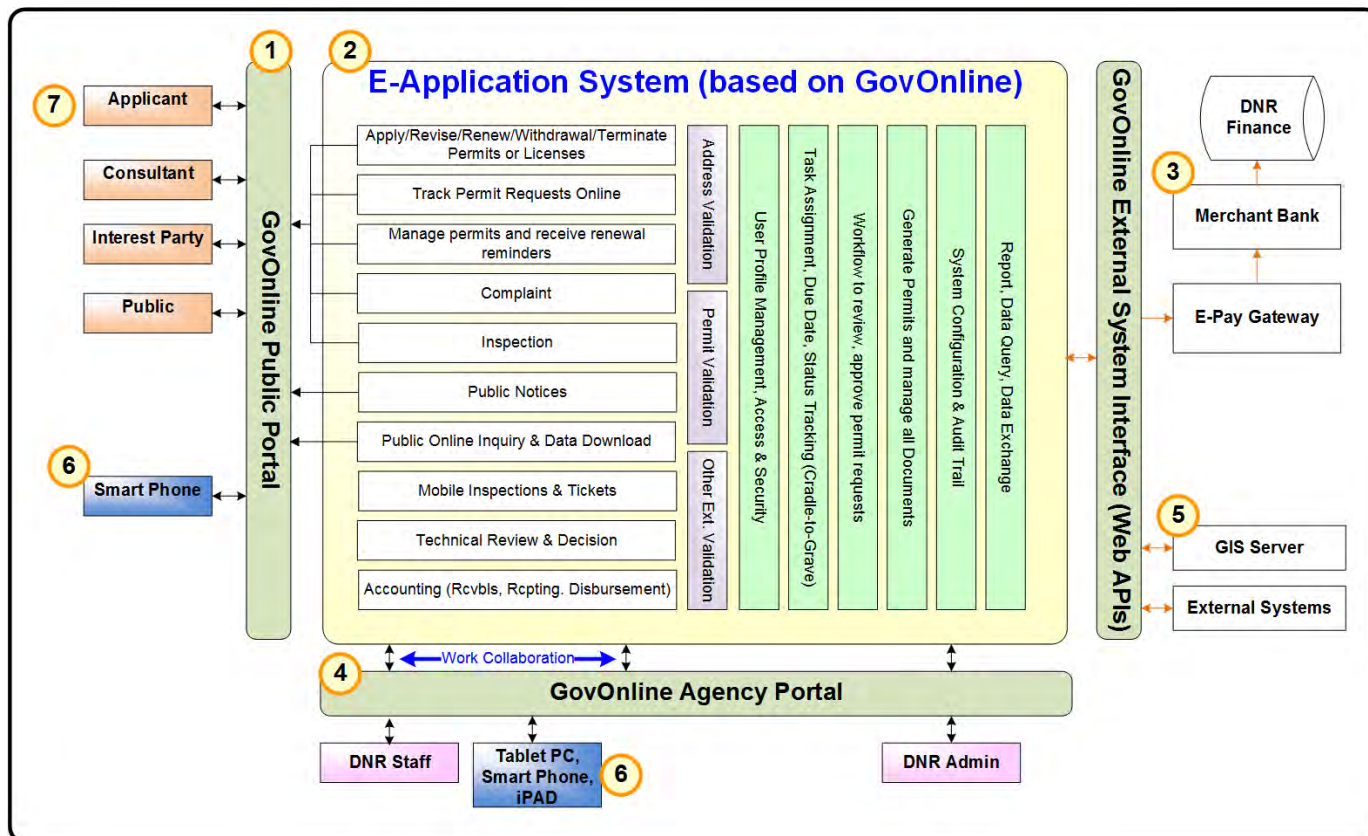 1
2
E-Application System (based on GovOnline)
7
Applicant
Consultant
Interest Party
Public
6
Smart Phone
GovOnline Public Portal
Apply/Revise/Renew/Withdrawal/Terminate
Permits or Licenses
Track Permit Requests Online
Manage permits and receive renewal
reminders
Complaint
Inspection
Public Notices
Public Online Inquiry & Data Download
Mobile Inspections & Tickets
Technical Review & Decision
Accounting (Rcvbls, Rcpting. Disbursement)
Address Validation
Permit Validation
Other Ext. Validation
User Profile Management, Access & Security
Task Assignment, Due Date, Status Tracking (Cradle-to-Grave)
Workflow to review, approve permit requests
Generate Permits and manage all Documents
System Configuration & Audit Trail
Report, Data Query, Data Exchange
GovOnline External System Interface (Web APIs)
DNR
Finance
3
Merchant Bank
E-Pay Gateway
5
GIS Server
External Systems
Work Collaboration
4
GovOnline Agency Portal
DNR Staff
Tablet PC,
Smart Phone,
iPAD
6
DNR Admin